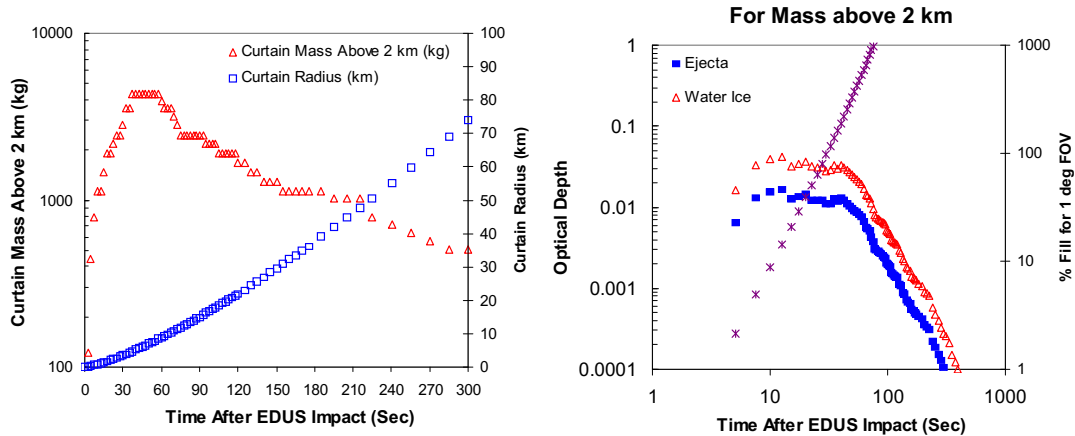 10000
1000
100
Curtain Mass Above 2 km (kg)
Curtain Mass Above 2 km (kg)
Curtain Radius (km)
100
90
80
70
60
50
40
30
20
10
0
Curtain Radius (km)
0 30 60 90 120 150 180 210 240 270 300
Time After EDUS Impact (Sec)
For Mass above 2 km
1
0.1
0.01
0.001
0.0001
Optical Depth
Ejecta
Water Ice
1000
100
10
1
% Fill for 1 deg FOV
1 10 100 1000
Time After EDUS Impact (Sec)